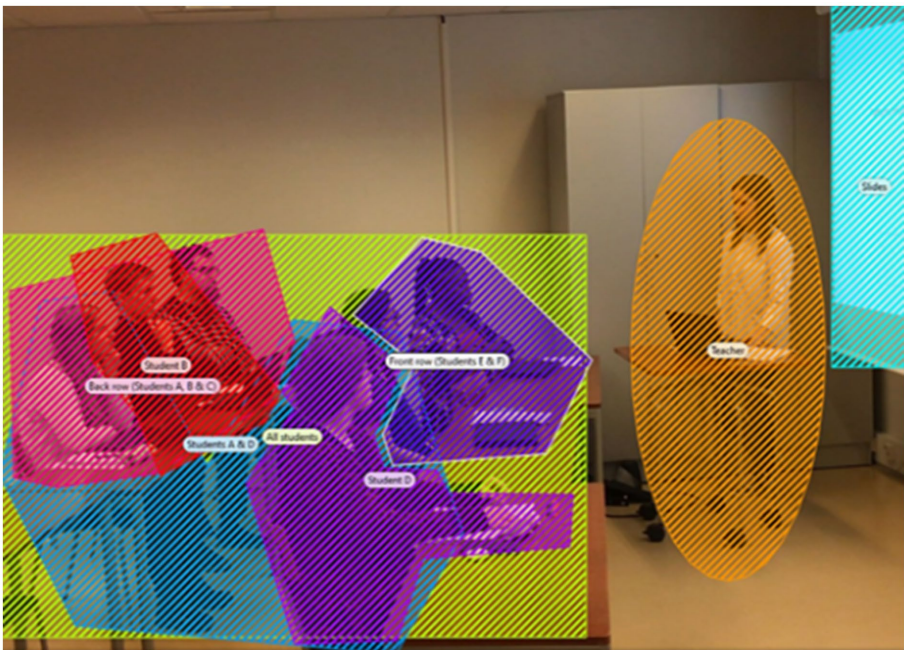 Slides
Teacher
Student B
Front row (Students E & F)
Back row (Students A, B & C)
Students A & D
All students
Student D